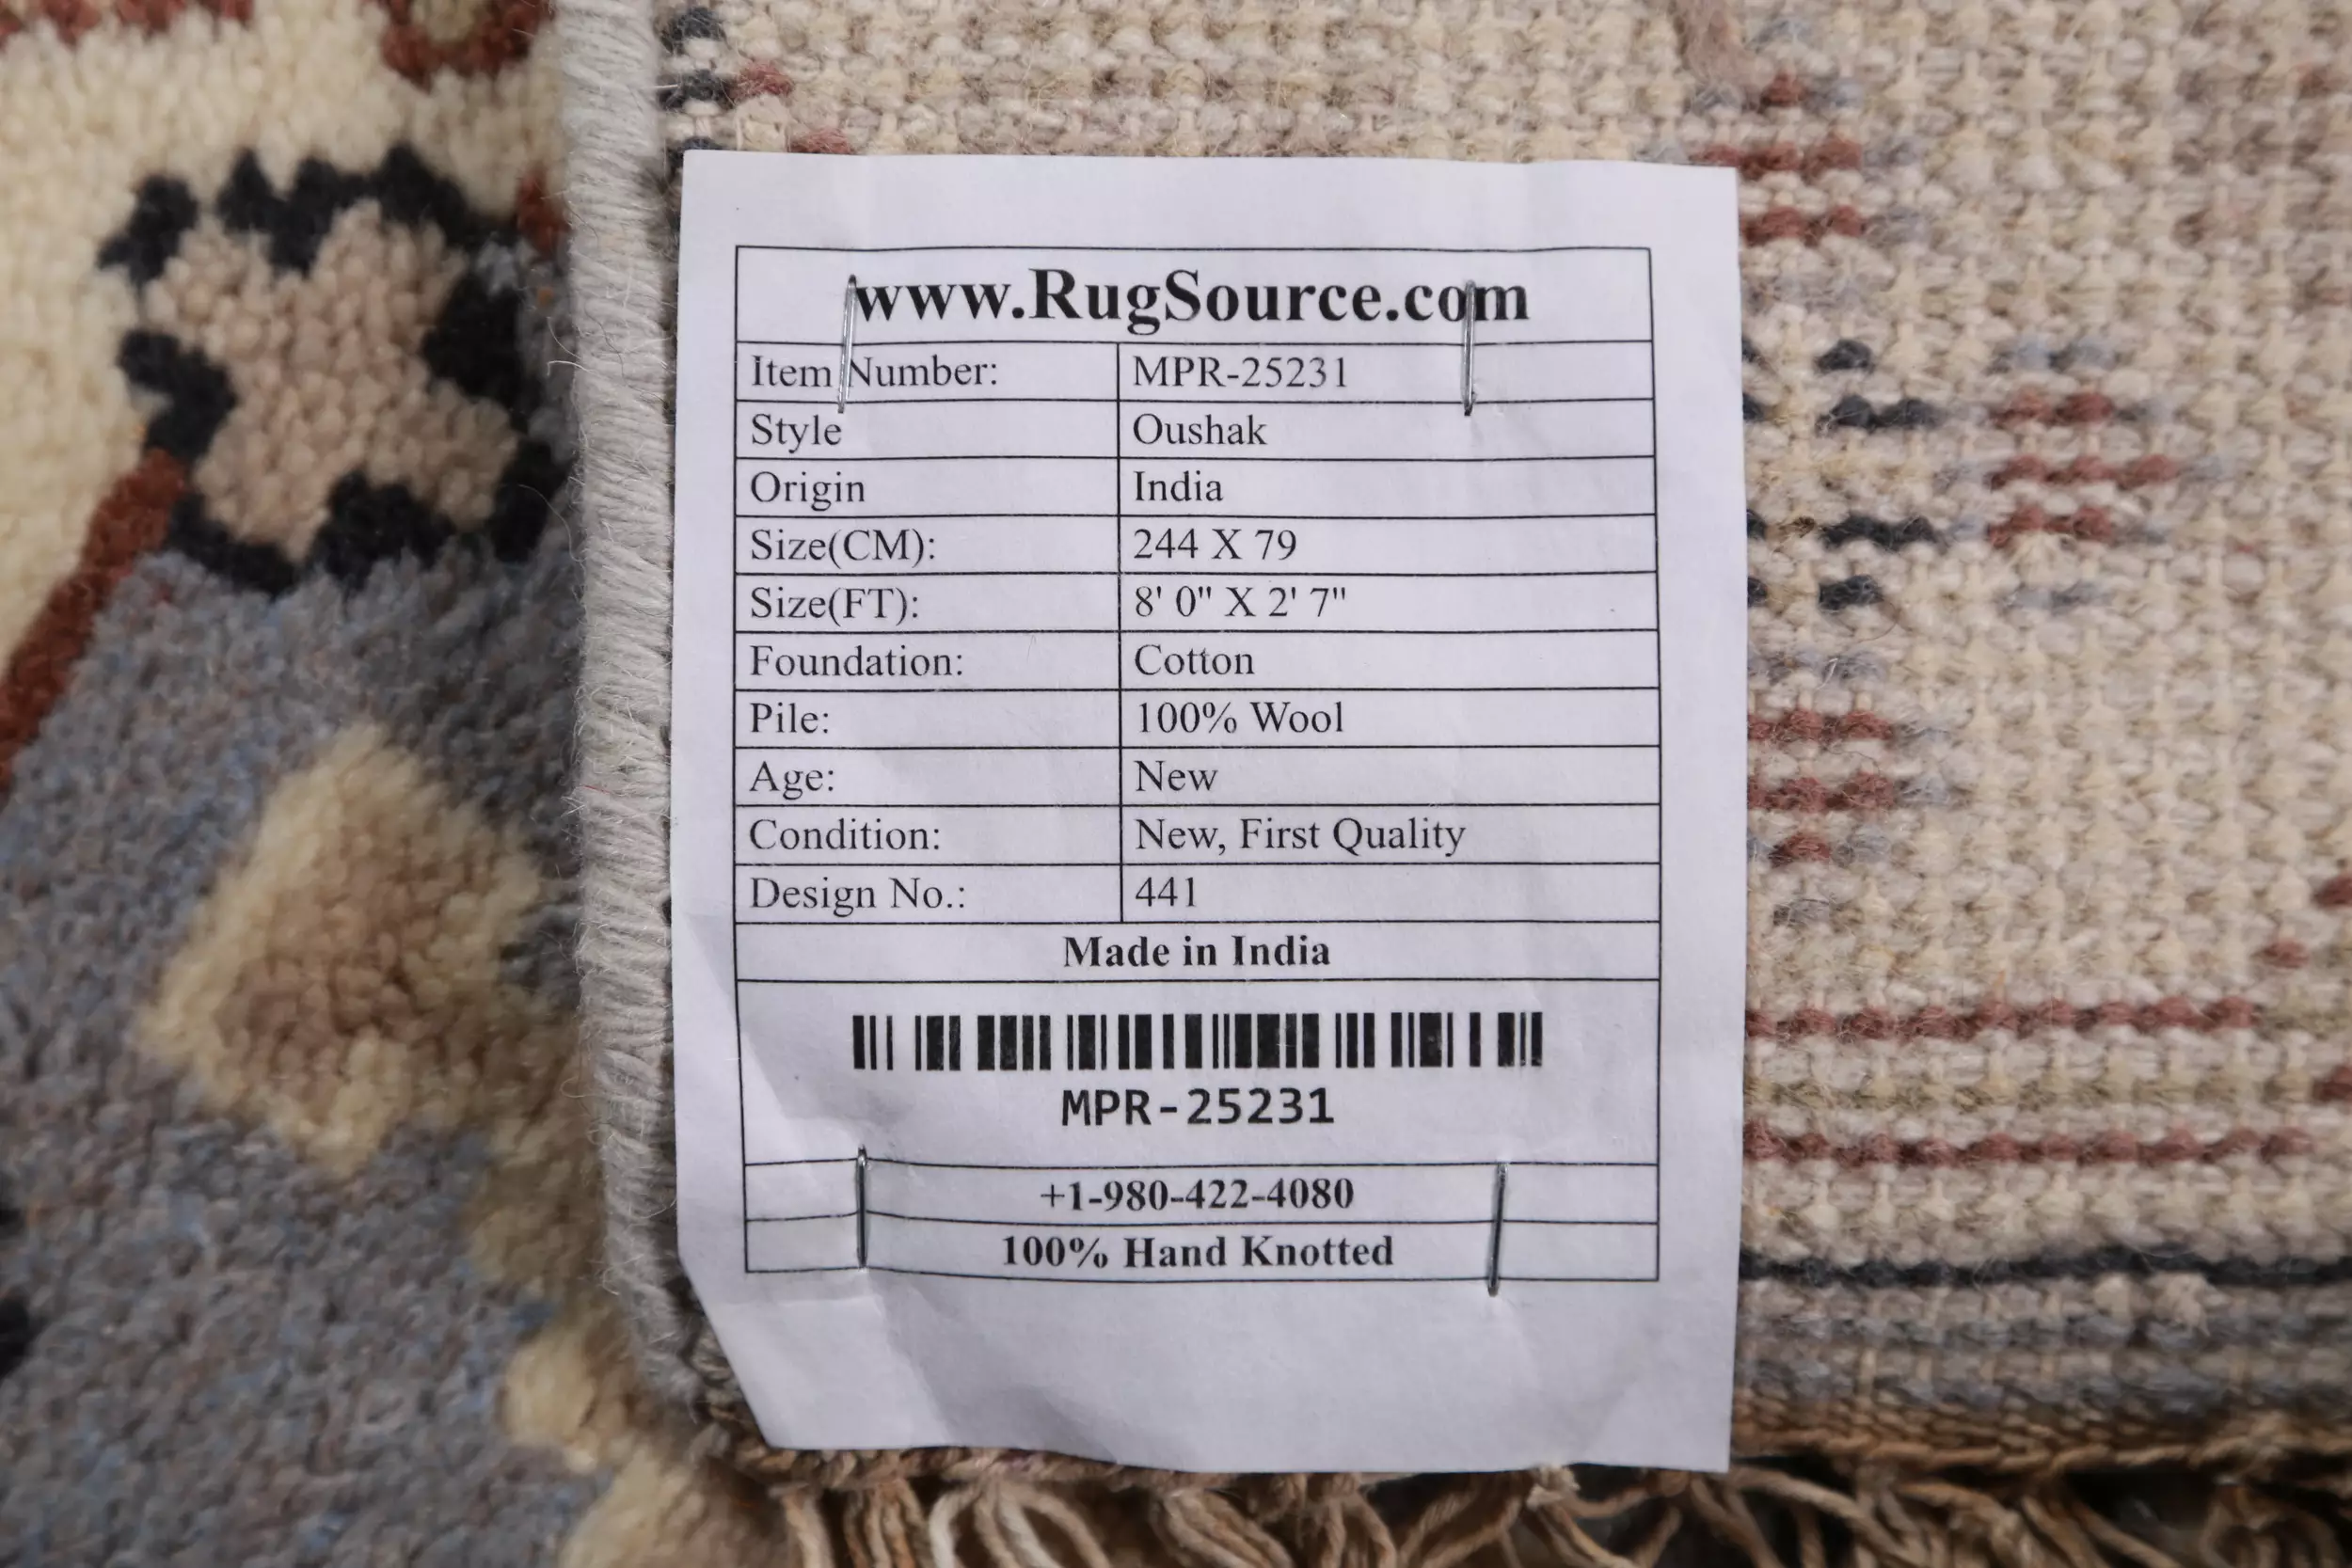 www.RugSource.com
Item Number: MPR-25231
Style Oushak
Origin India
Size(CM): 244 X 79
Size(FT): 8' 0" X 2' 7"
Foundation: Cotton
Pile: 100% Wool
Age: New
Condition: New, First Quality
Design No.: 441
Made in India
MPR-25231
+1-980-422-4080
100% Hand Knotted